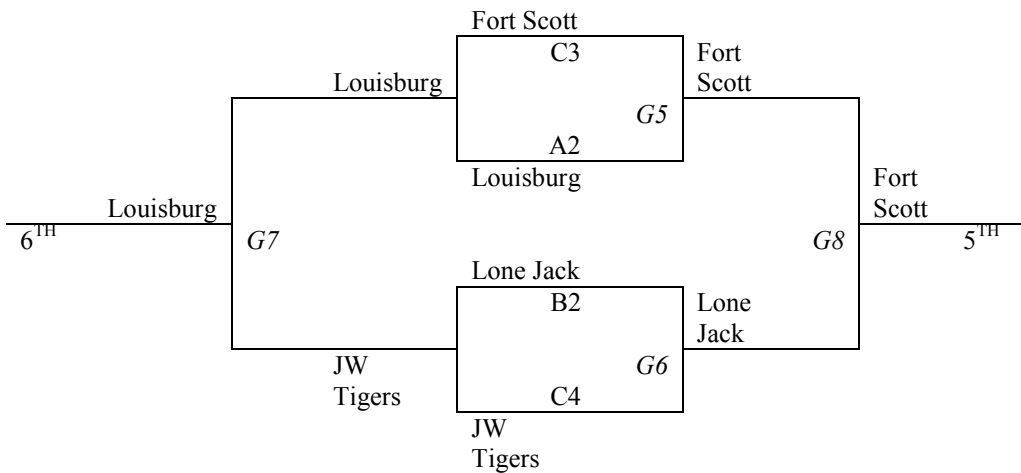 Fort Scott
C3
Fort
Scott
Louisburg
G5
A2
Louisburg
Fort
Scott
Louisburg
6TH
G7
G8
5TH
Lone Jack
B2
Lone
Jack
JW
Tigers
G6
C4
JW
Tigers